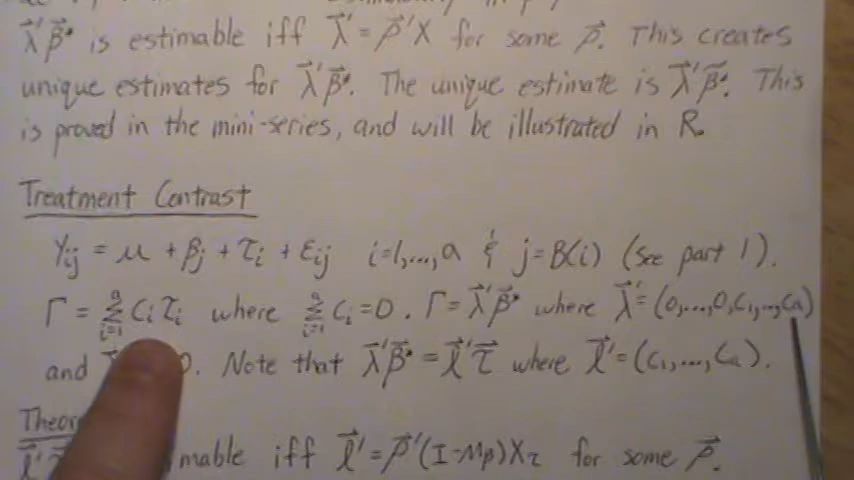 λ⃗'β⃗* is estimable iff λ⃗' = ρ⃗'X for some ρ⃗. This creates
unique estimates for λ⃗'β⃗*. The unique estimate is λ⃗'β⃗*. This
is proved in the mini-series, and will be illustrated in R.
Treatment Contrast
Yij = μ + βj + τi + εij i=1,...,a & j=B(i) (See part 1).
Γ = Σ_{i=1}^{a} Ciτi where Σ_{i=1}^{a} Ci=0. Γ=λ⃗'β⃗* where λ⃗'=(0,...,0,C1,...,Ca)
and 0. Note that λ⃗'β⃗* = l⃗'τ⃗ where l⃗'=(C1,...,Ca).
Theor
l⃗' mable iff l⃗'=ρ⃗'(I-Mβ)Xτ for some ρ⃗.